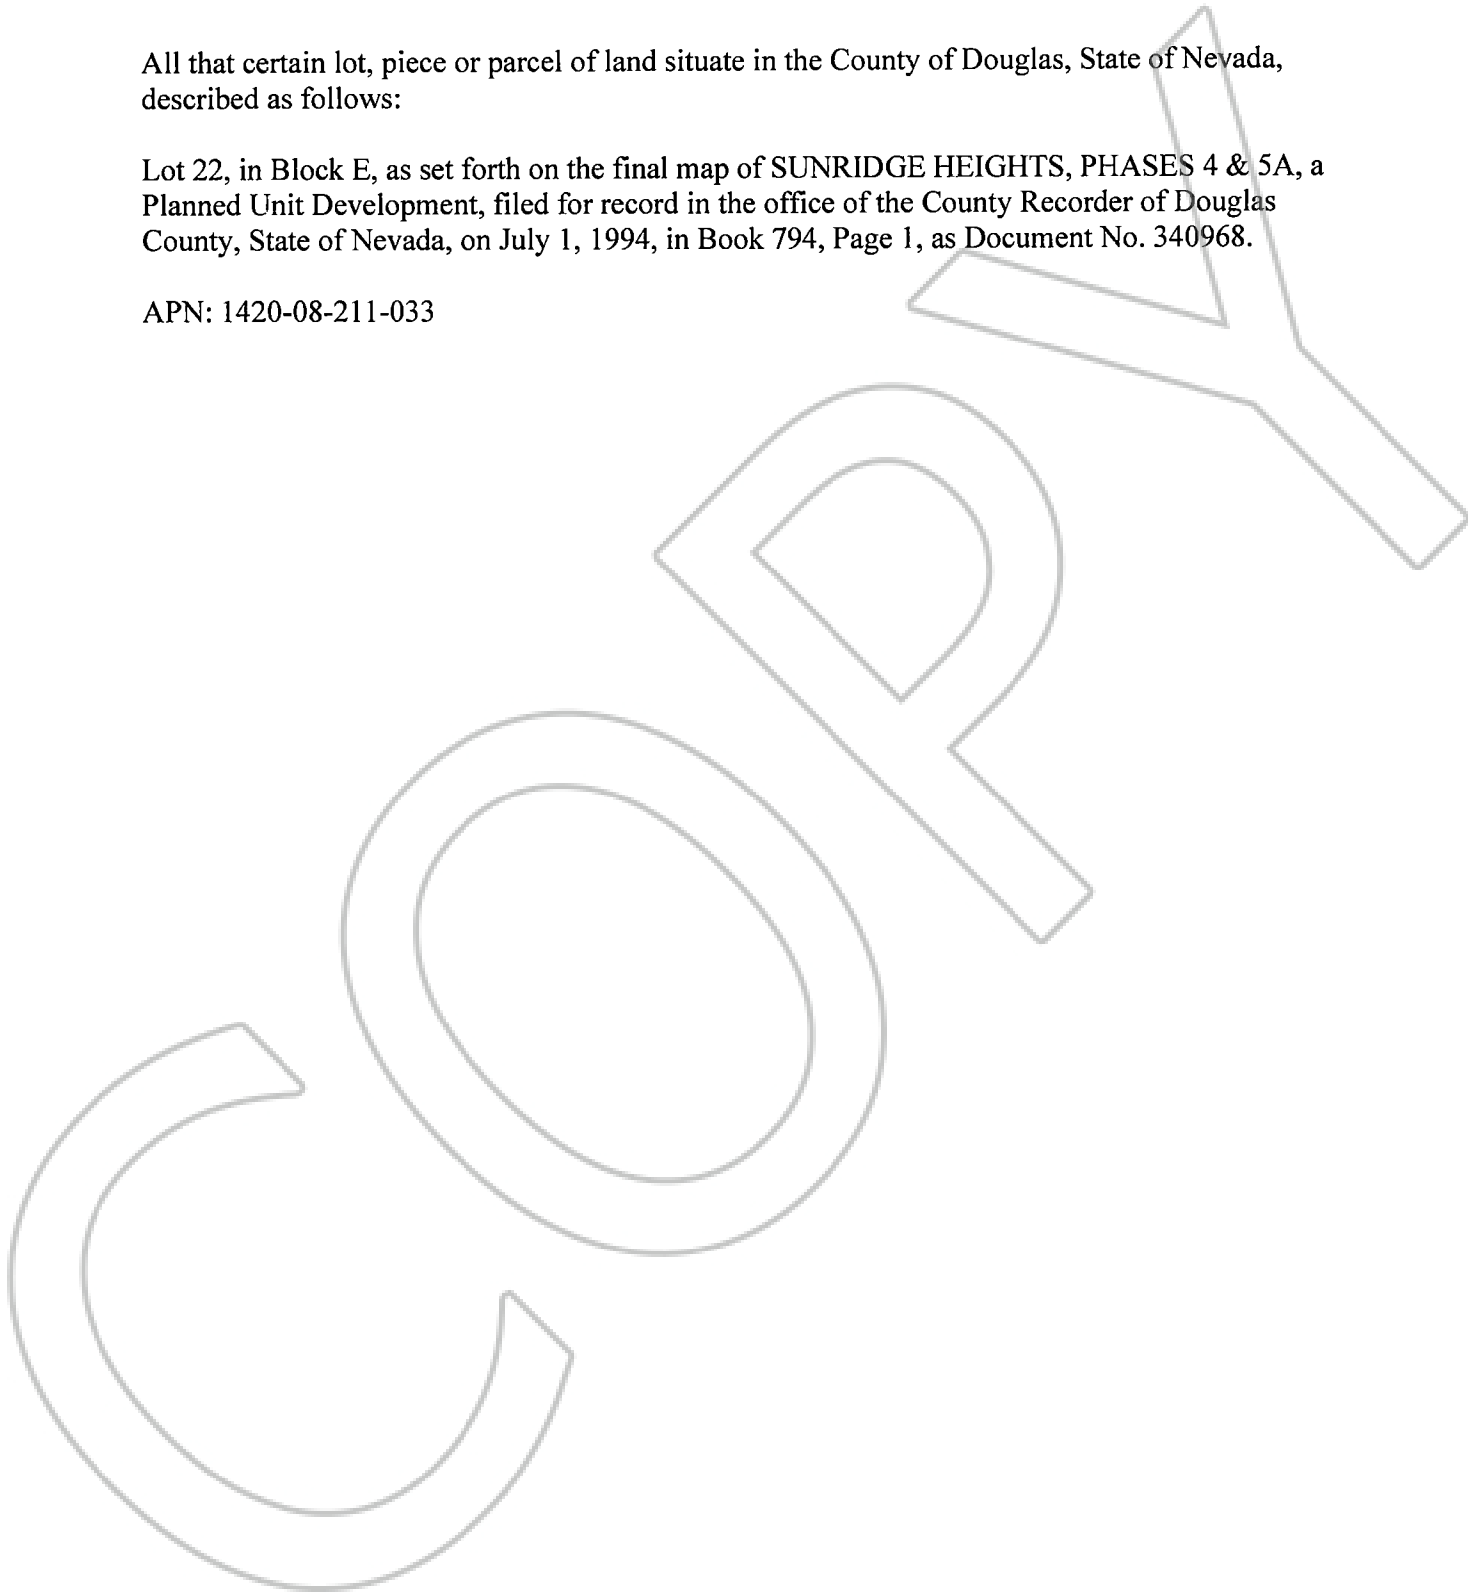 All that certain lot, piece or parcel of land situate in the County of Douglas, State of Nevada,
described as follows:
Lot 22, in Block E, as set forth on the final map of SUNRIDGE HEIGHTS, PHASES 4 & 5A, a
Planned Unit Development, filed for record in the office of the County Recorder of Douglas
County, State of Nevada, on July 1, 1994, in Book 794, Page 1, as Document No. 340968.
APN: 1420-08-211-033
COPY